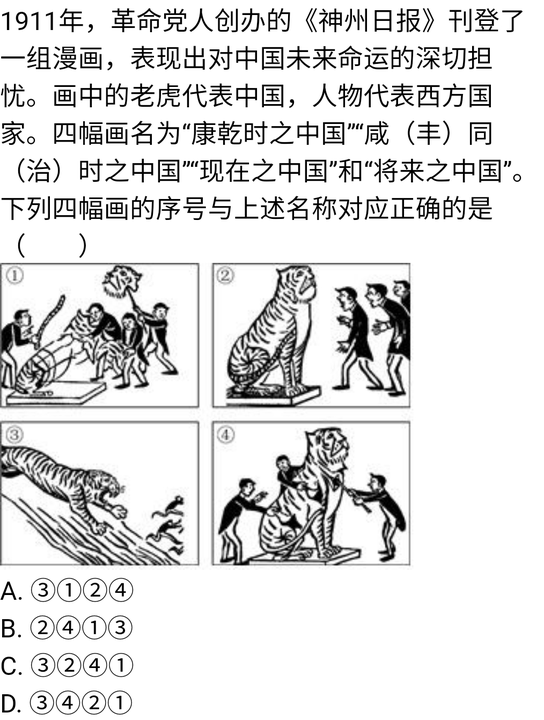 1911年，革命党人创办的《神州日报》刊登了
一组漫画，表现出对中国未来命运的深切担
忧。画中的老虎代表中国，人物代表西方国
家。四幅画名为“康乾时之中国”“咸（丰）同
（治）时之中国”“现在之中国”和“将来之中国”。
下列四幅画的序号与上述名称对应正确的是
（　　）
①
②
③
④
A. ③①②④
B. ②④①③
C. ③②④①
D. ③④②①